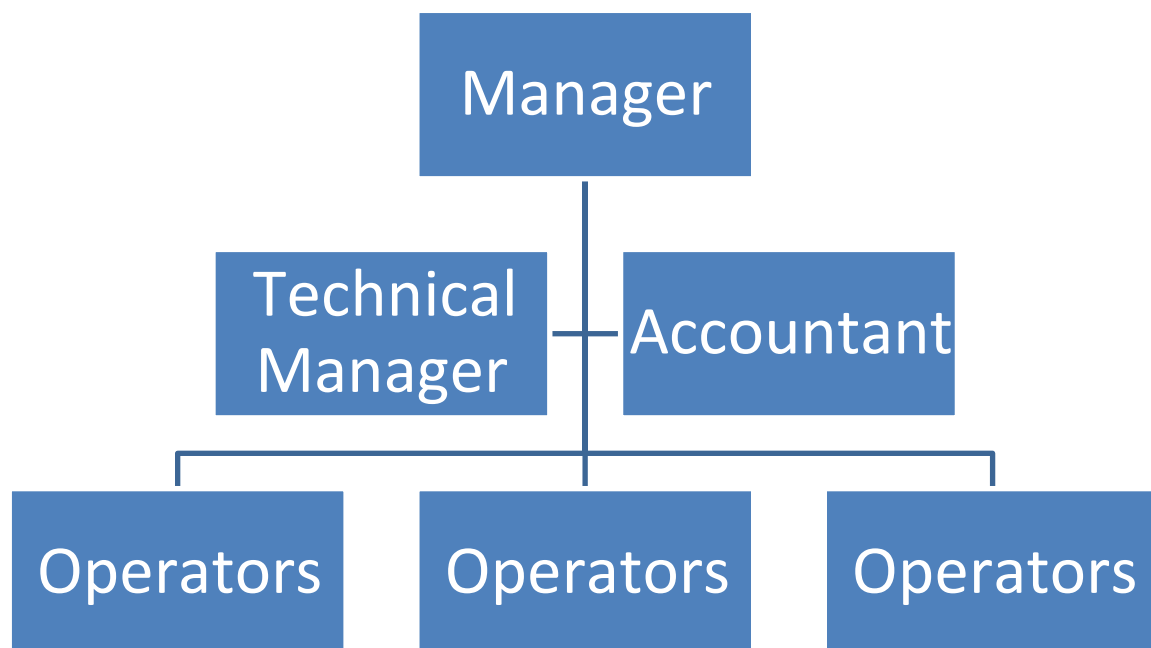 Manager
Technical
Manager
Accountant
Operators
Operators
Operators